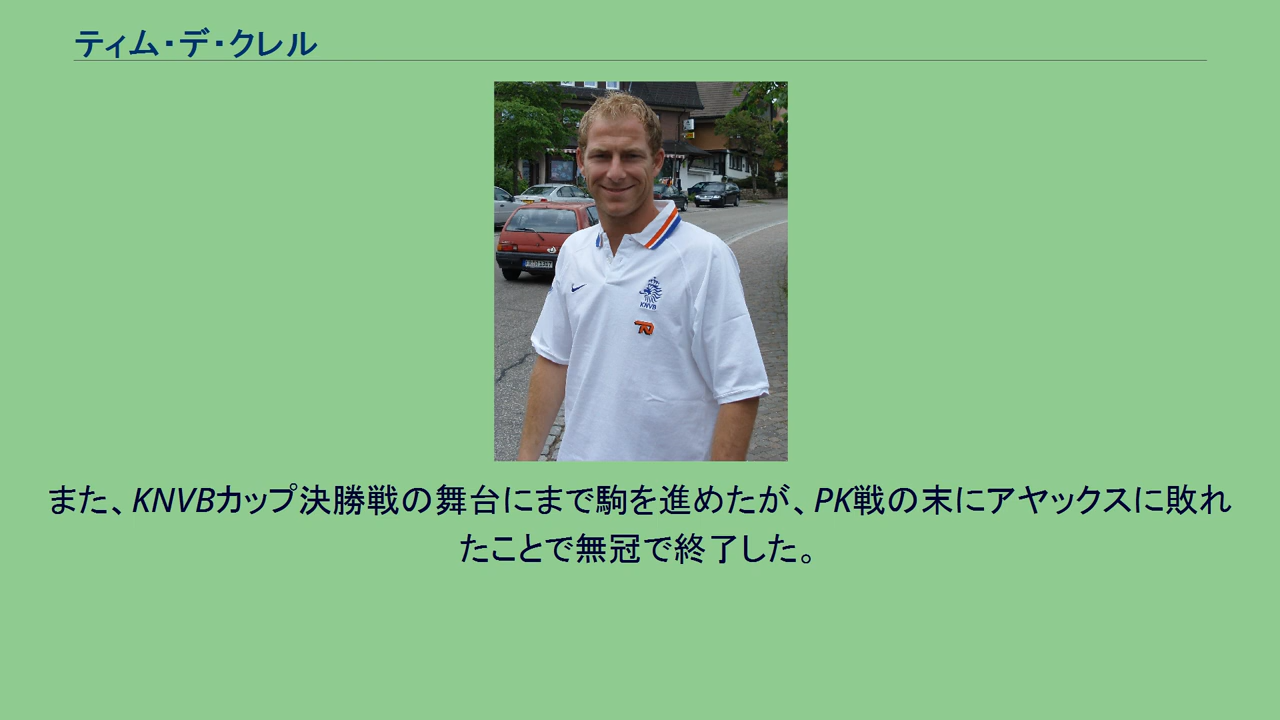 ティム・デ・クレル
KNVB
また、KNVBカップ決勝戦の舞台にまで駒を進めたが、PK戦の末にアヤックスに敗れ
たことで無冠で終了した。